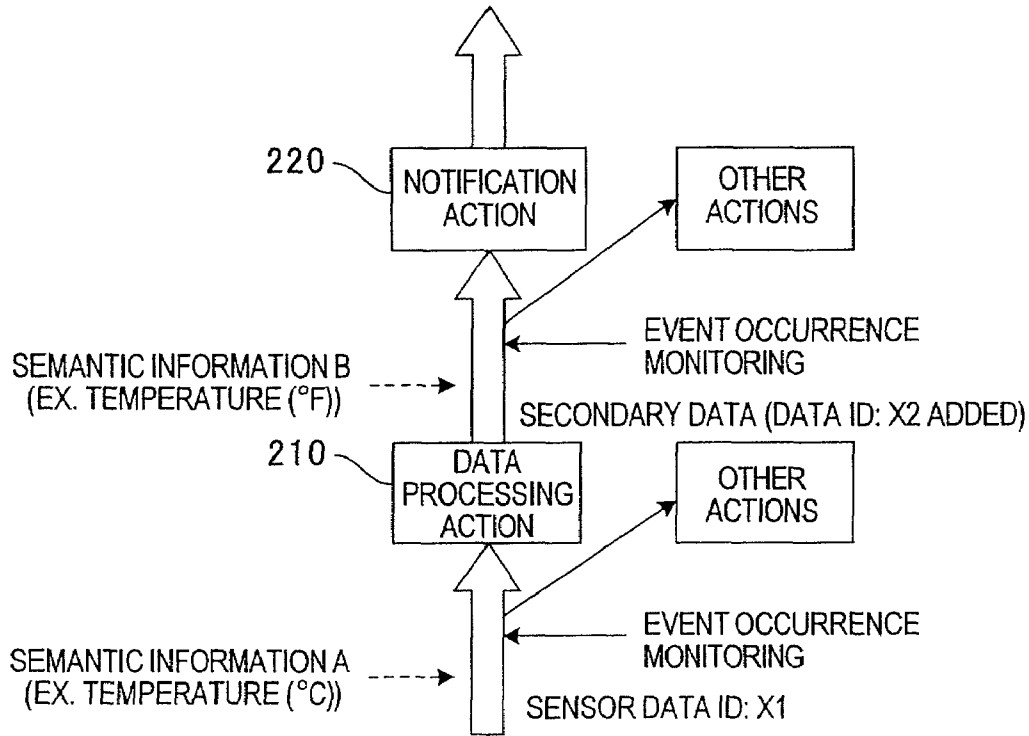 220
NOTIFICATION
ACTION
OTHER
ACTIONS
EVENT OCCURRENCE
MONITORING
SEMANTIC INFORMATION B
(EX. TEMPERATURE (°F))
SECONDARY DATA (DATA ID: X2 ADDED)
210
DATA
PROCESSING
ACTION
OTHER
ACTIONS
EVENT OCCURRENCE
MONITORING
SEMANTIC INFORMATION A
(EX. TEMPERATURE (°C))
SENSOR DATA ID: X1